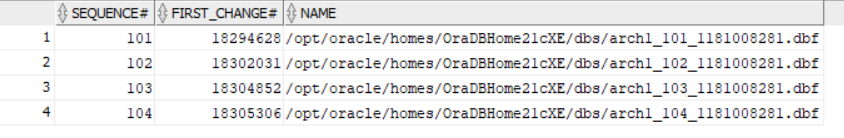 SEQUENCE# FIRST_CHANGE# NAME
1 101 18294628 /opt/oracle/homes/OraDBHome21cXE/dbs/arch1_101_1181008281.dbf
2 102 18302031 /opt/oracle/homes/OraDBHome21cXE/dbs/arch1_102_1181008281.dbf
3 103 18304852 /opt/oracle/homes/OraDBHome21cXE/dbs/arch1_103_1181008281.dbf
4 104 18305306 /opt/oracle/homes/OraDBHome21cXE/dbs/arch1_104_1181008281.dbf